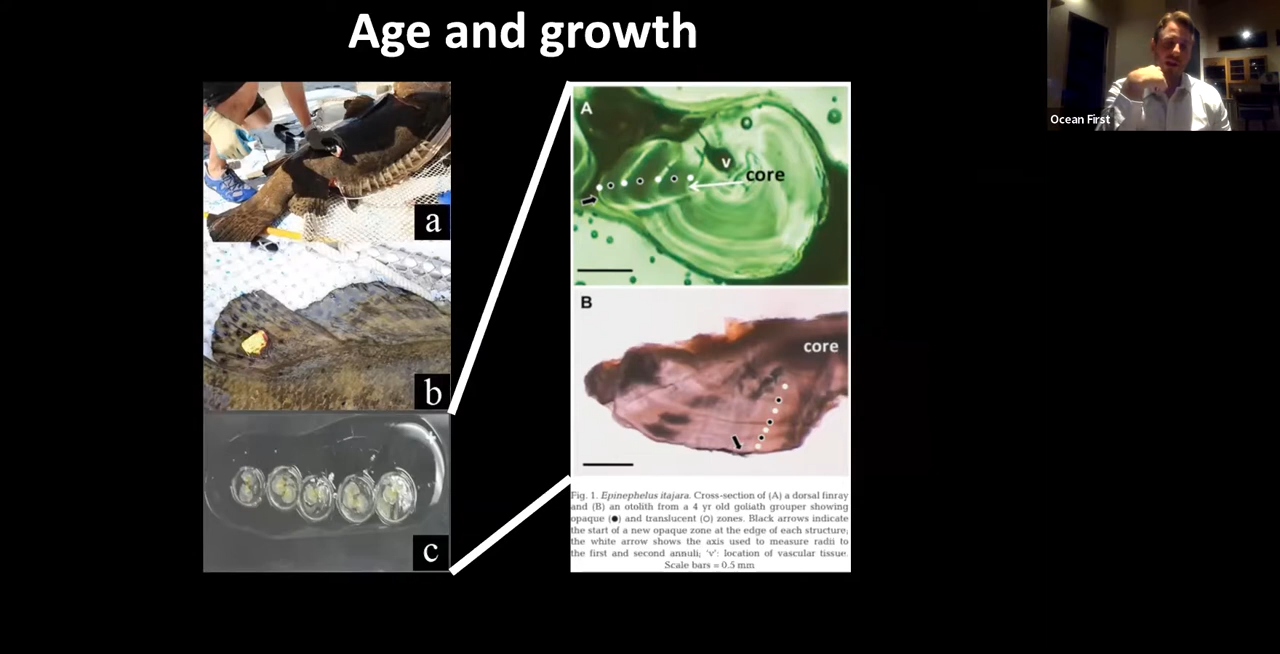 Age and growth
Ocean First
a
b
c
A
v
core
B
core
Fig. 1. Epinephelus itajara. Cross-section of (A) a dorsal finray
and (B) an otolith from a 4 yr old goliath grouper showing
opaque (●) and translucent (O) zones. Black arrows indicate
the start of a new opaque zone at the edge of each structure;
the white arrow shows the axis used to measure radii to
the first and second annuli; 'v': location of vascular tissue.
Scale bars = 0.5 mm